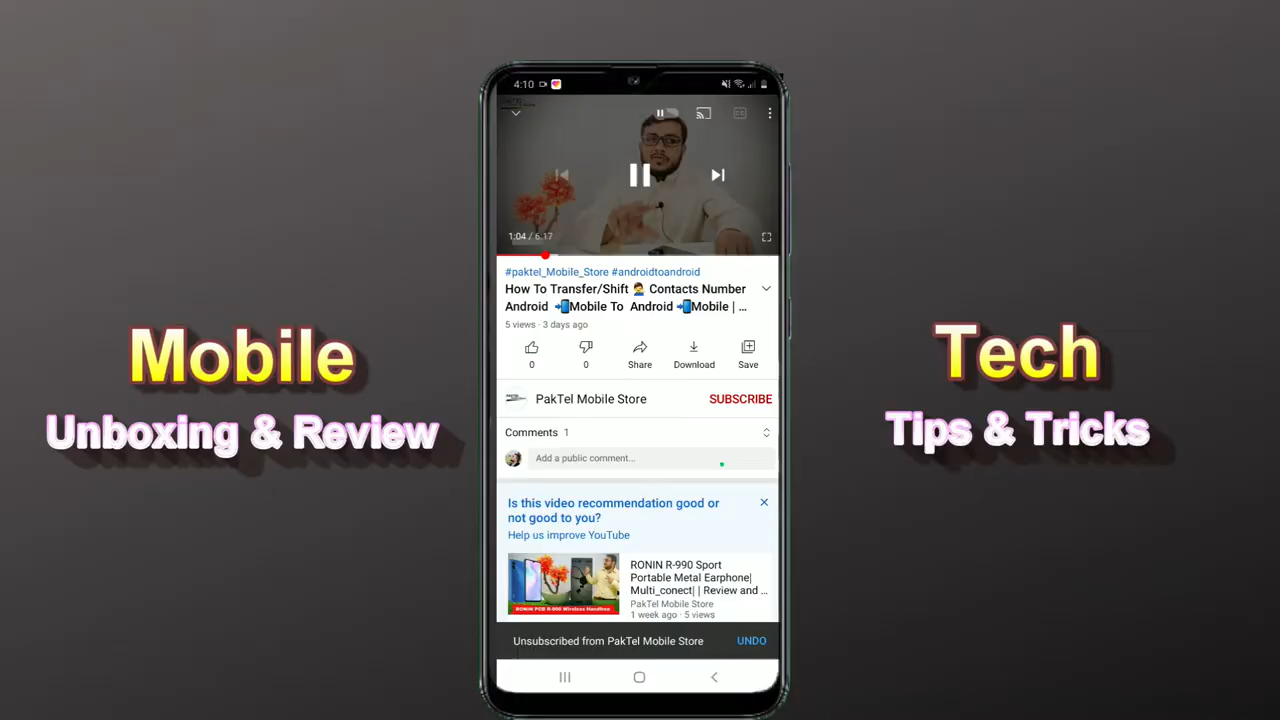 4:10
1:04 / 6:17
#paktel_Mobile_Store #androidtoandroid
How To Transfer/Shift 🤷‍♂️ Contacts Number
Android 📲Mobile To Android 📲Mobile | ...
5 views · 3 days ago
0
0
Share
Download
Save
PakTel Mobile Store
SUBSCRIBE
Comments 1
Add a public comment...
Is this video recommendation good or
not good to you?
Help us improve YouTube
RONIN R-990 Sport
Portable Metal Earphone|
Multi_conect| | Review and ...
PakTel Mobile Store
1 week ago · 5 views
Unsubscribed from PakTel Mobile Store
UNDO
Mobile
Unboxing & Review
Tech
Tips & Tricks